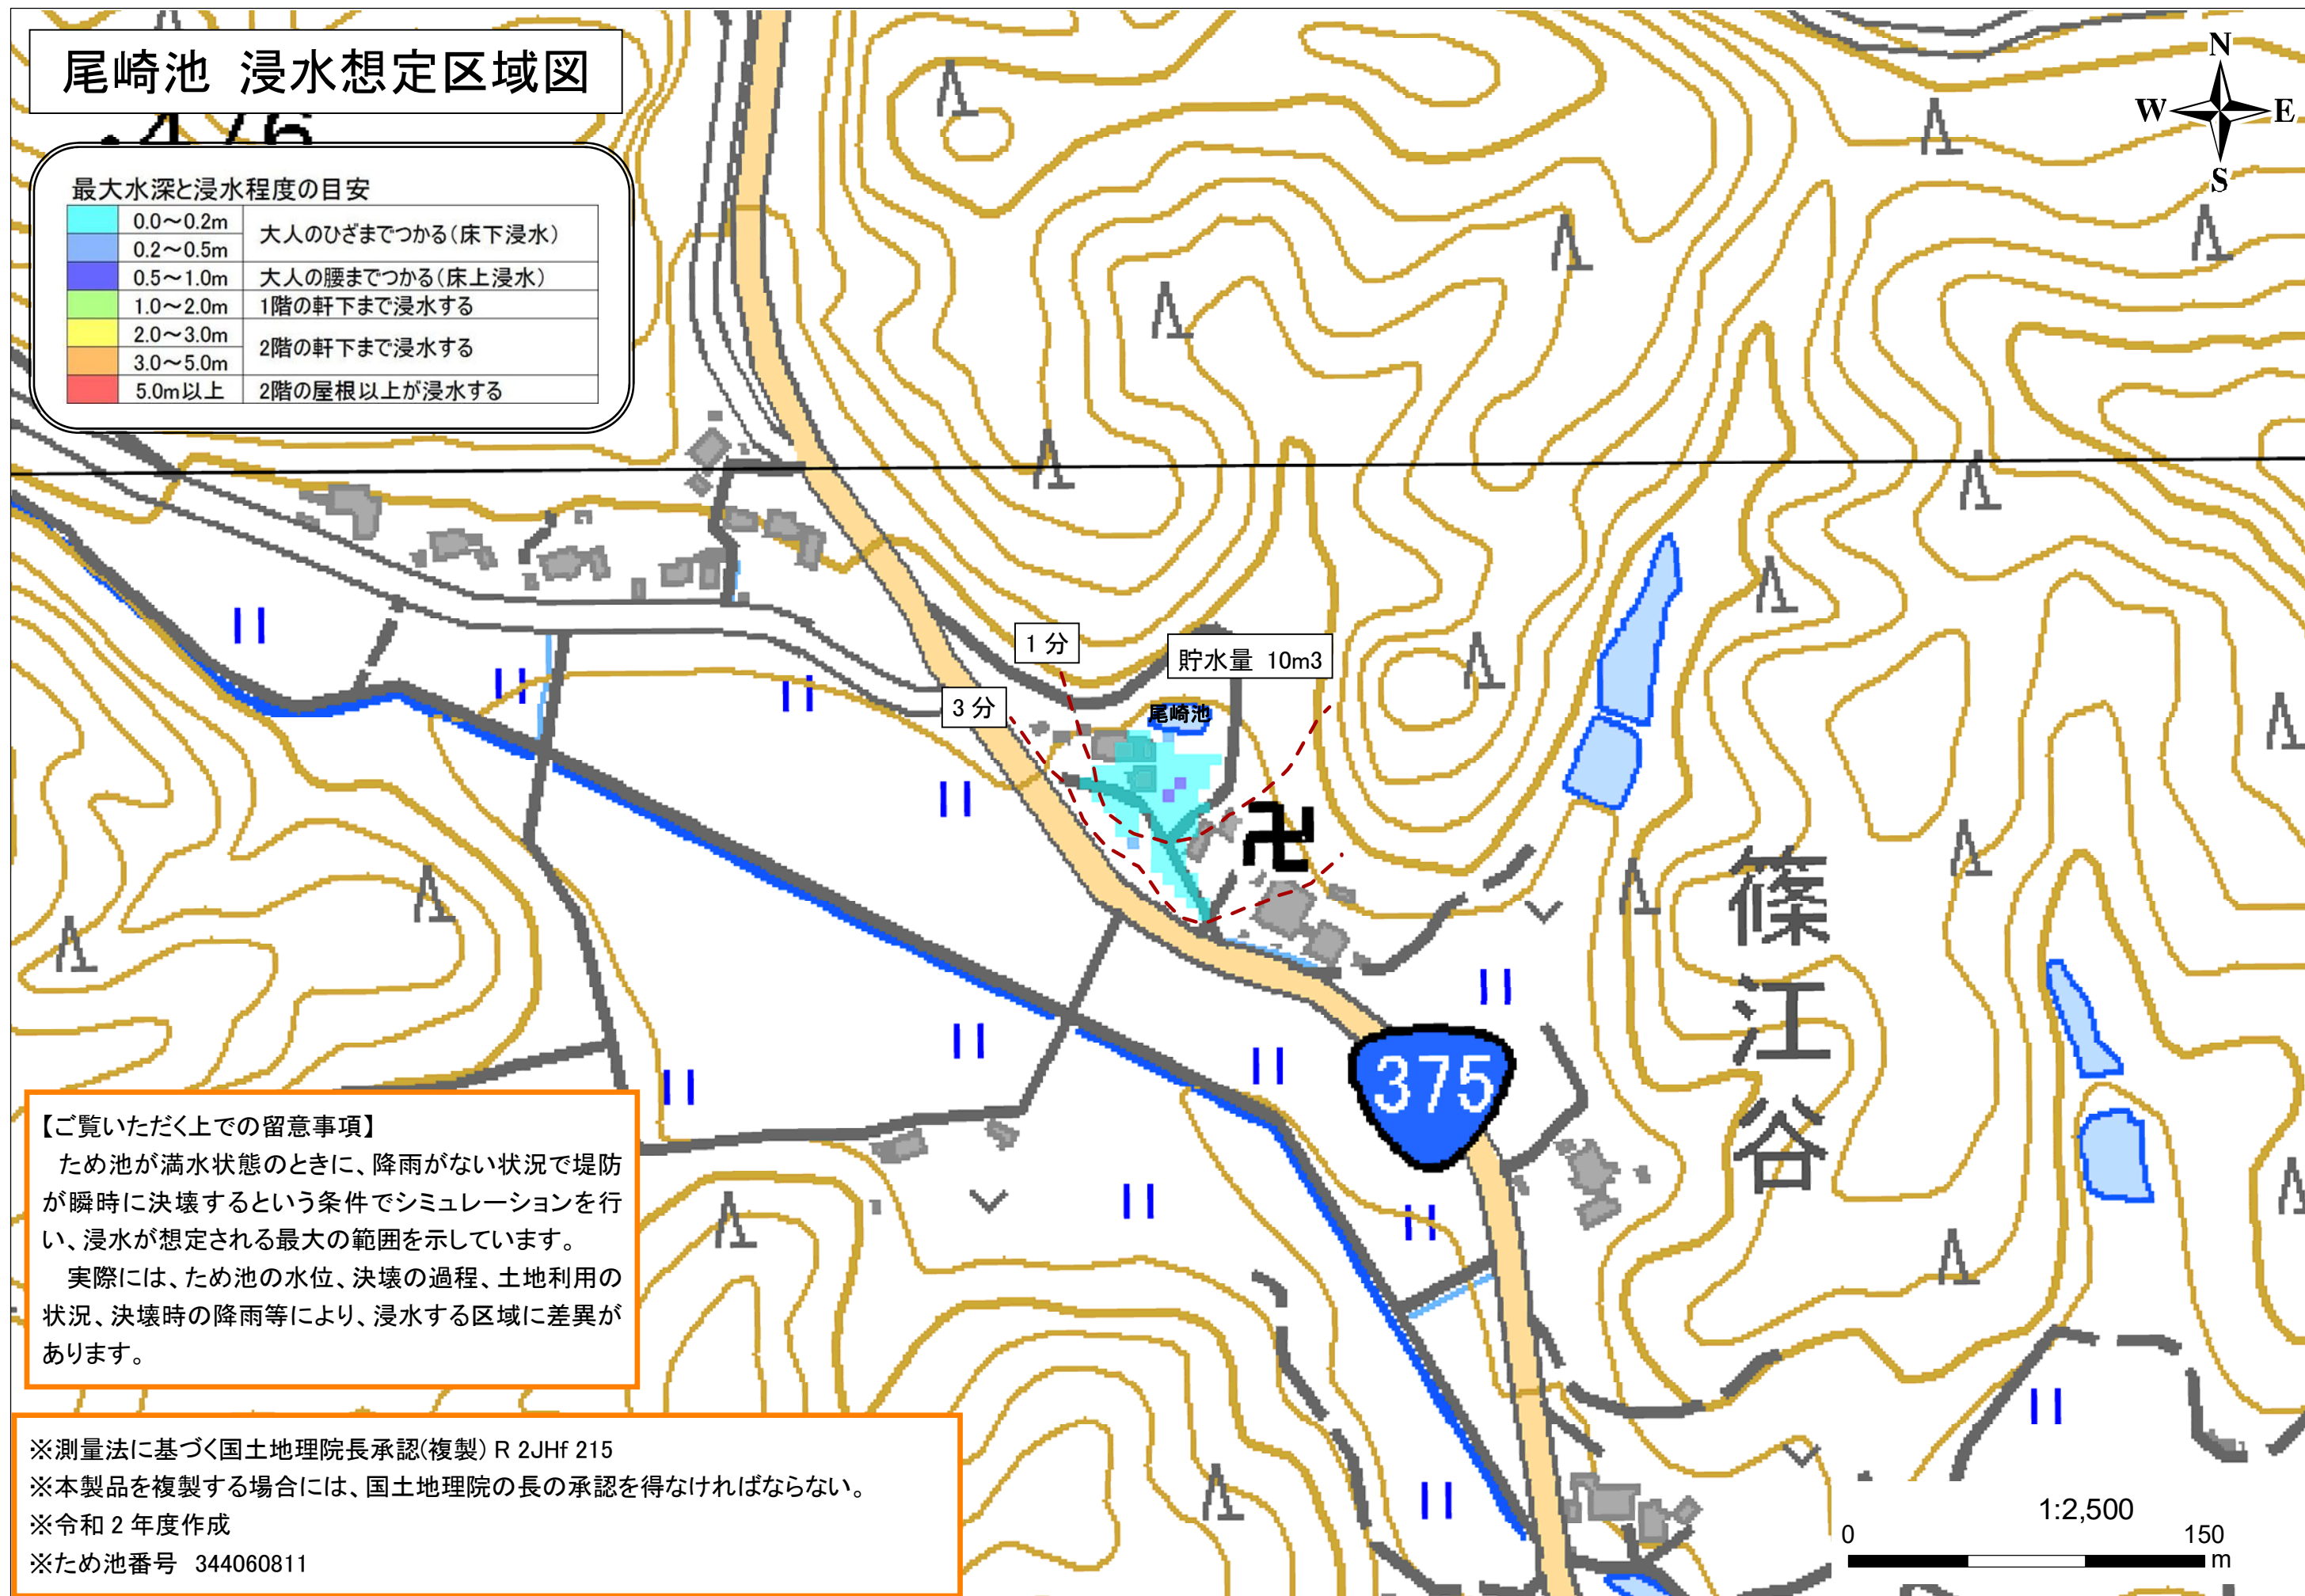 尾崎池 浸水想定区域図
最大水深と浸水程度の目安
0.0～0.2m 大人のひざまでつかる（床下浸水）
0.2～0.5m
0.5～1.0m 大人の腰までつかる（床上浸水）
1.0～2.0m 1階の軒下まで浸水する
2.0～3.0m 2階の軒下まで浸水する
3.0～5.0m
5.0m以上 2階の屋根以上が浸水する
N
W E
S
1分
貯水量 10m3
3分
尾崎池
篠江谷
375
【ご覧いただく上での留意事項】
ため池が満水状態のときに、降雨がない状況で堤防
が瞬時に決壊するという条件でシミュレーションを行
い、浸水が想定される最大の範囲を示しています。
実際には、ため池の水位、決壊の過程、土地利用の
状況、決壊時の降雨等により、浸水する区域に差異が
あります。
※測量法に基づく国土地理院長承認(複製) R 2JHf 215
※本製品を複製する場合には、国土地理院の長の承認を得なければならない。
※令和2年度作成
※ため池番号 344060811
1:2,500
0 150
m